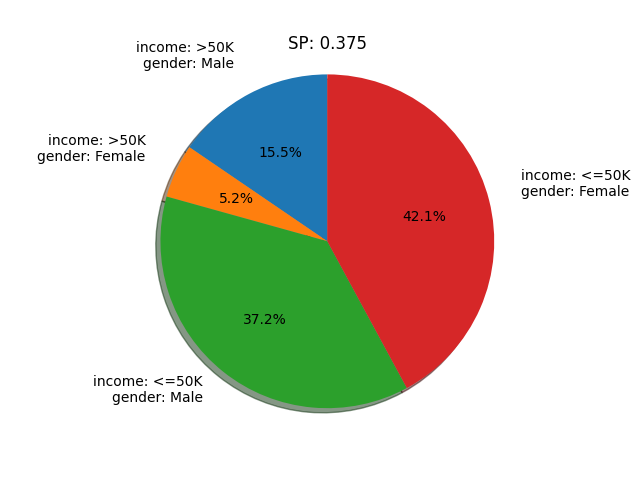 SP: 0.375
income: >50K
gender: Male
15.5%
income: >50K
gender: Female
5.2%
income: <=50K
gender: Male
37.2%
income: <=50K
gender: Female
42.1%